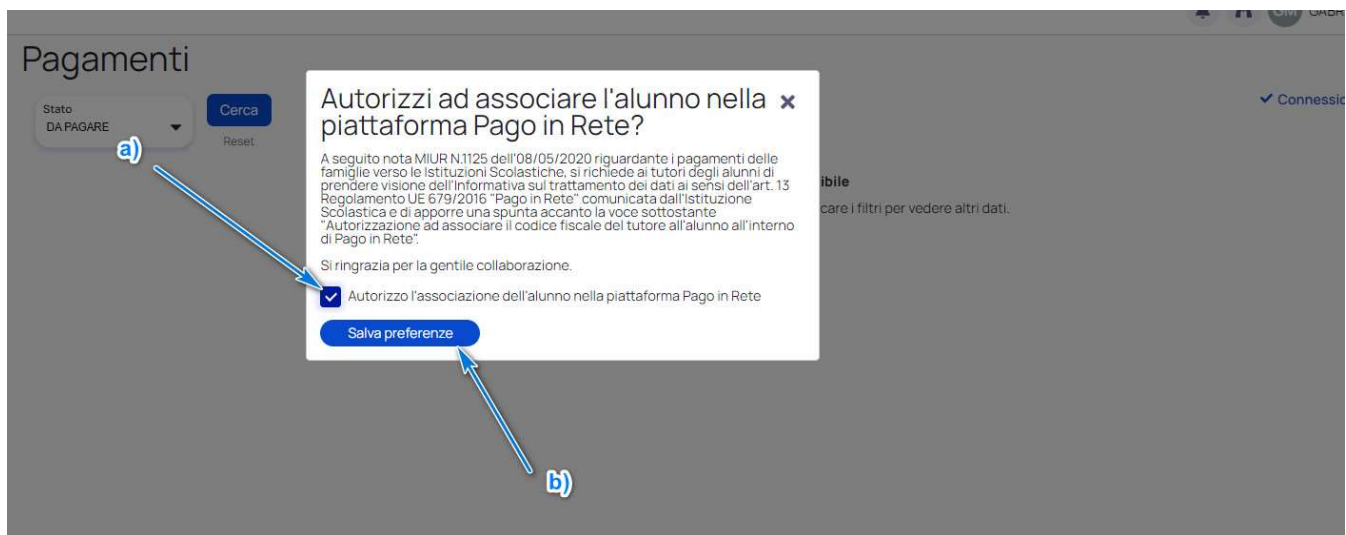 GM
Pagamenti
Stato
DA PAGARE
Cerca
Reset
Connessio
a)
Autorizzi ad associare l'alunno nella
piattaforma Pago in Rete?
A seguito nota MIUR N.1125 dell'08/05/2020 riguardante i pagamenti delle
famiglie verso le Istituzioni Scolastiche, si richiede ai tutori degli alunni di
prendere visione dell'Informativa sul trattamento dei dati ai sensi dell'art. 13
Regolamento UE 679/2016 "Pago in Rete" comunicata dall'Istituzione
Scolastica e di apporre una spunta accanto la voce sottostante
"Autorizzazione ad associare il codice fiscale del tutore all'alunno all'interno
di Pago in Rete".
Si ringrazia per la gentile collaborazione.
Autorizzo l'associazione dell'alunno nella piattaforma Pago in Rete
Salva preferenze
ibile
care i filtri per vedere altri dati.
b)